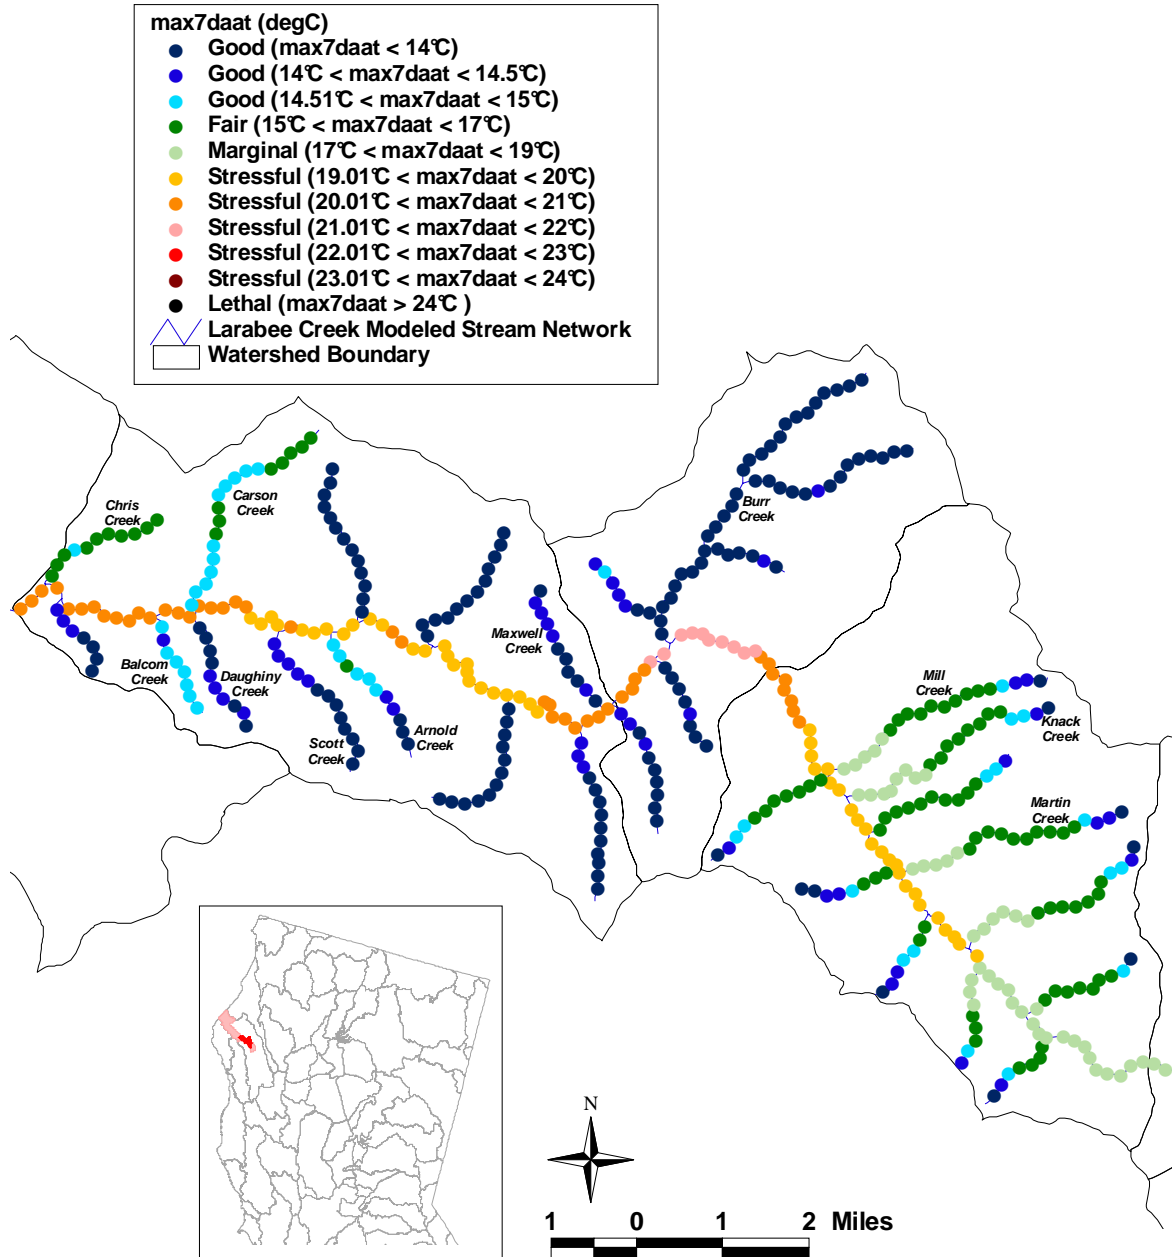 max7daat (degC)
Good (max7daat < 14°C)
Good (14°C < max7daat < 14.5°C)
Good (14.51°C < max7daat < 15°C)
Fair (15°C < max7daat < 17°C)
Marginal (17°C < max7daat < 19°C)
Stressful (19.01°C < max7daat < 20°C)
Stressful (20.01°C < max7daat < 21°C)
Stressful (21.01°C < max7daat < 22°C)
Stressful (22.01°C < max7daat < 23°C)
Stressful (23.01°C < max7daat < 24°C)
Lethal (max7daat > 24°C )
Larabee Creek Modeled Stream Network
Watershed Boundary
Chris
Creek
Carson
Creek
Burr
Creek
Maxwell
Creek
Balcom
Creek
Daughiny
Creek
Scott
Creek
Arnold
Creek
Mill
Creek
Knack
Creek
Martin
Creek
N
1 0 1 2 Miles